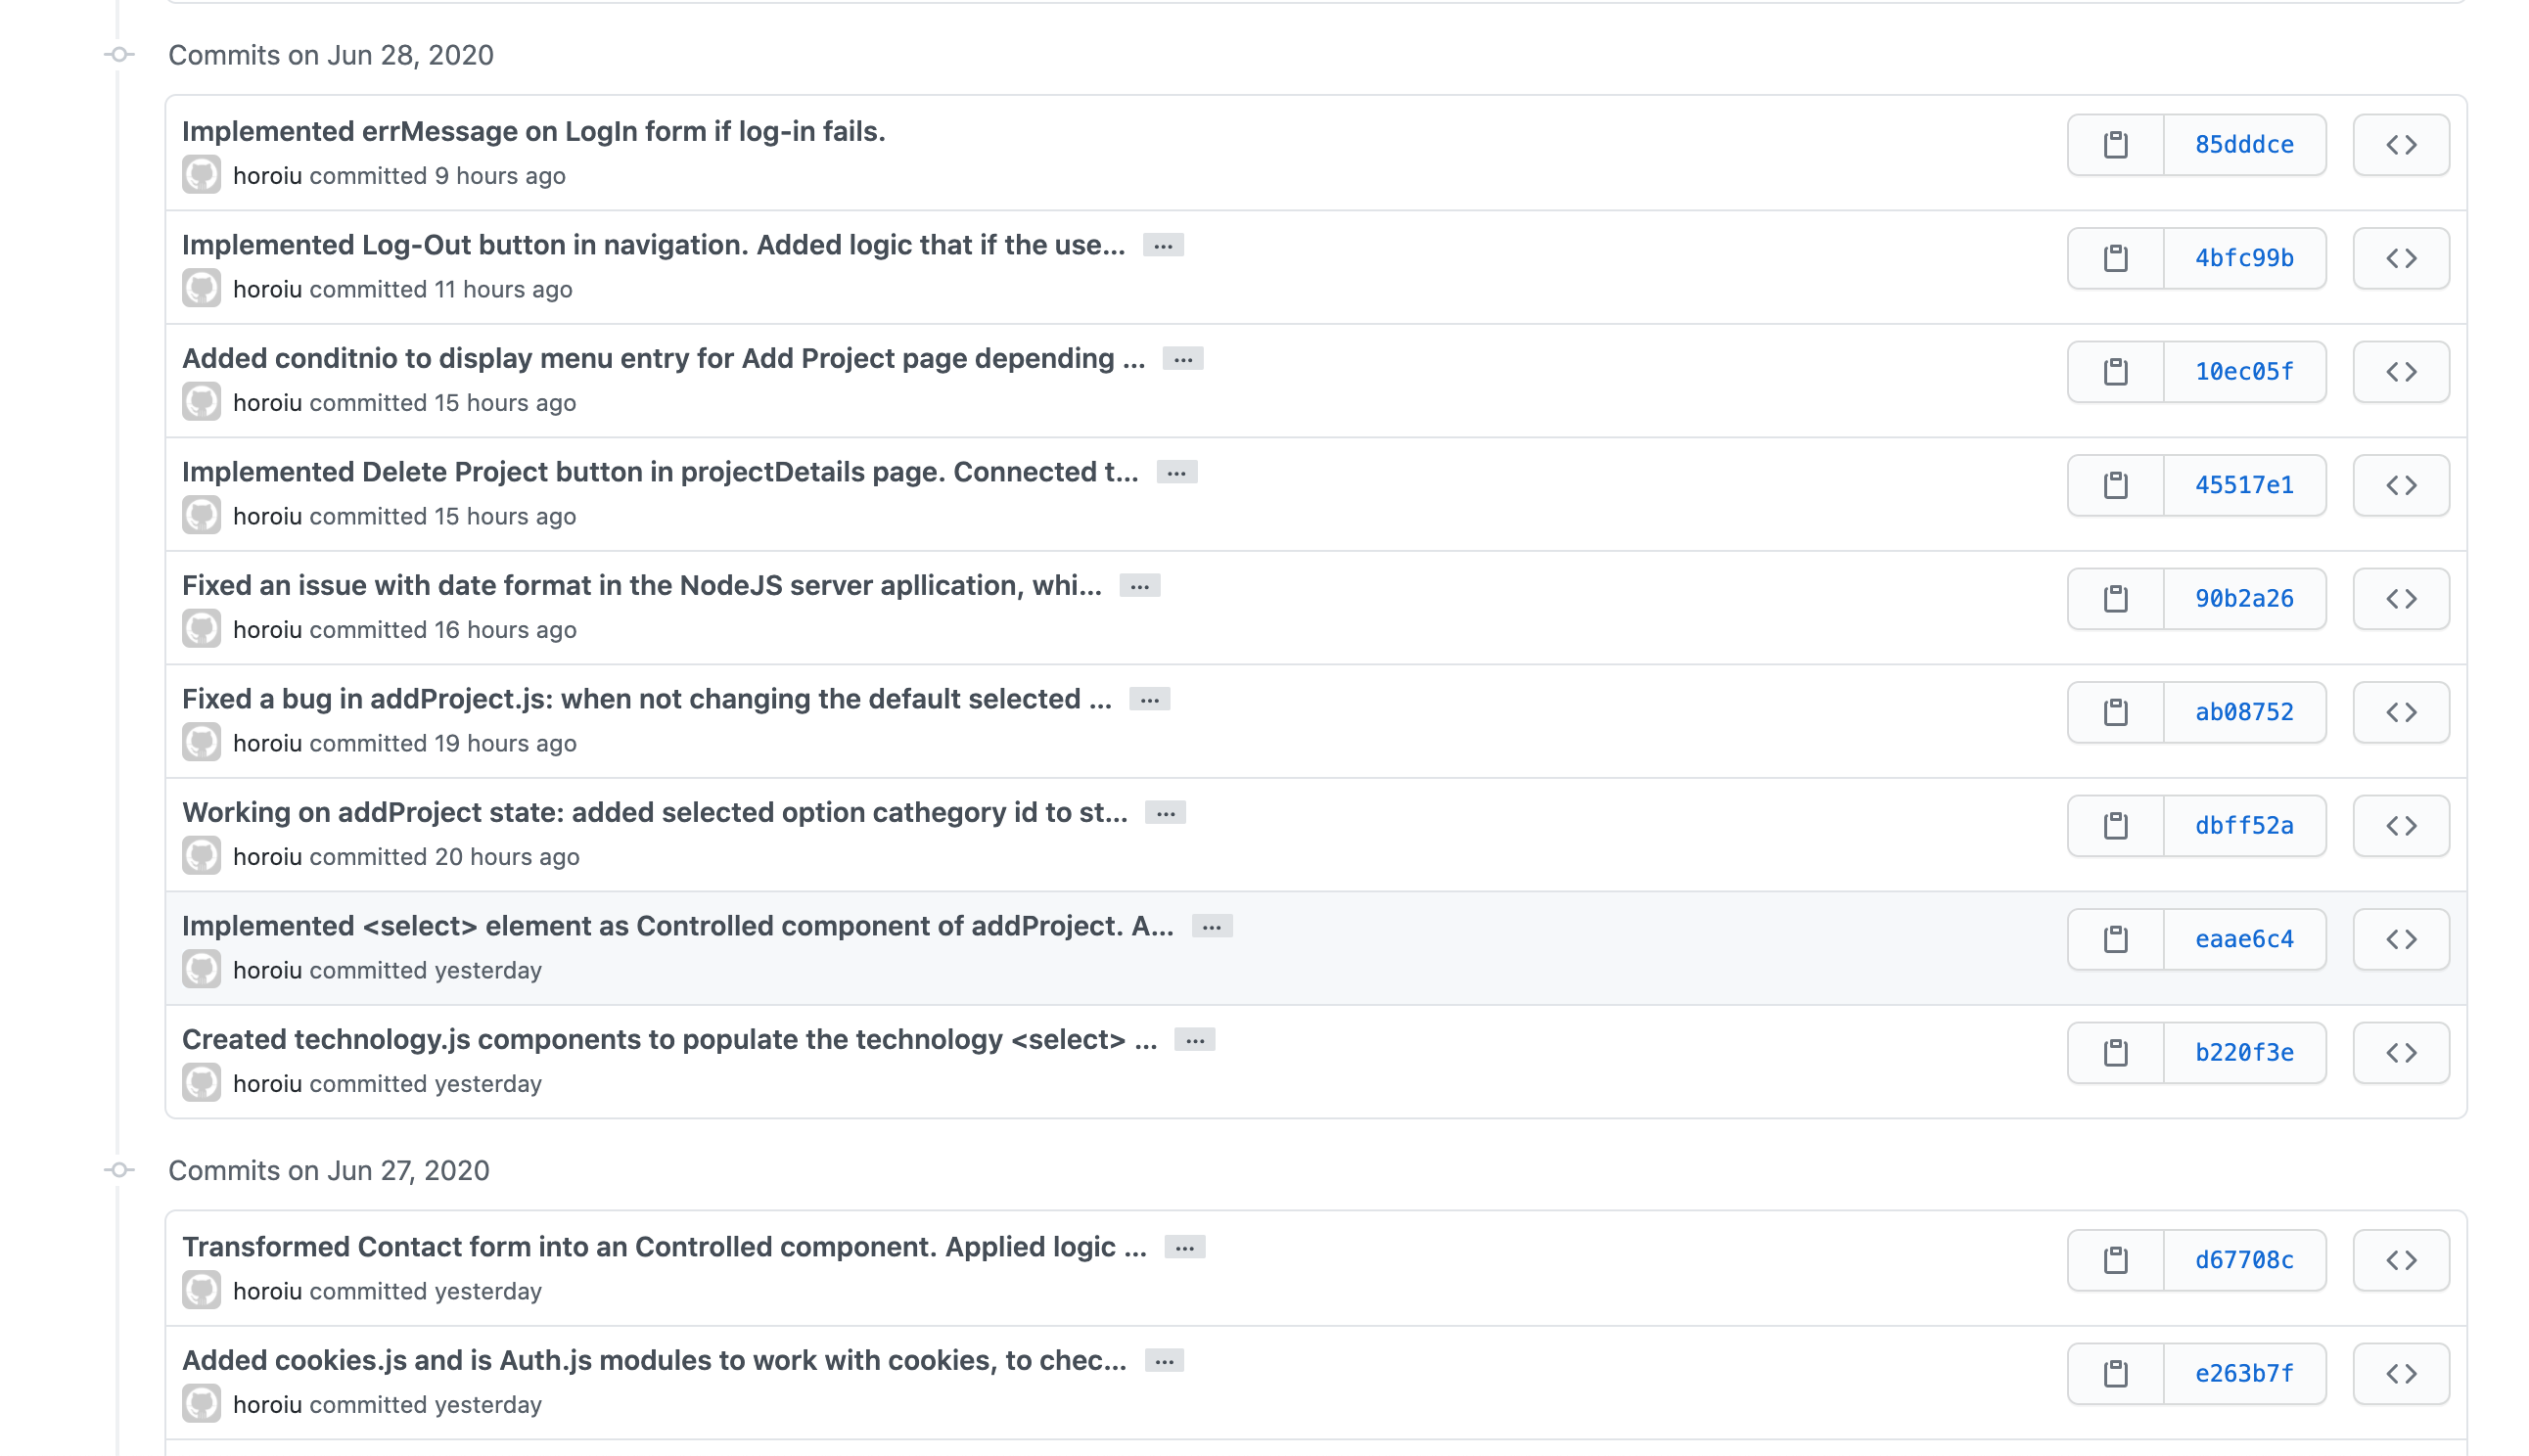 Commits on Jun 28, 2020
Implemented errMessage on LogIn form if log-in fails.
horoiu committed 9 hours ago
85dddce
Implemented Log-Out button in navigation. Added logic that if the use... …
horoiu committed 11 hours ago
4bfc99b
Added conditnio to display menu entry for Add Project page depending ... …
horoiu committed 15 hours ago
10ec05f
Implemented Delete Project button in projectDetails page. Connected t... …
horoiu committed 15 hours ago
45517e1
Fixed an issue with date format in the NodeJS server apllication, whi... …
horoiu committed 16 hours ago
90b2a26
Fixed a bug in addProject.js: when not changing the default selected ... …
horoiu committed 19 hours ago
ab08752
Working on addProject state: added selected option cathegory id to st... …
horoiu committed 20 hours ago
dbff52a
Implemented <select> element as Controlled component of addProject. A... …
horoiu committed yesterday
eaae6c4
Created technology.js components to populate the technology <select> ... …
horoiu committed yesterday
b220f3e
Commits on Jun 27, 2020
Transformed Contact form into an Controlled component. Applied logic ... …
horoiu committed yesterday
d67708c
Added cookies.js and is Auth.js modules to work with cookies, to chec... …
horoiu committed yesterday
e263b7f